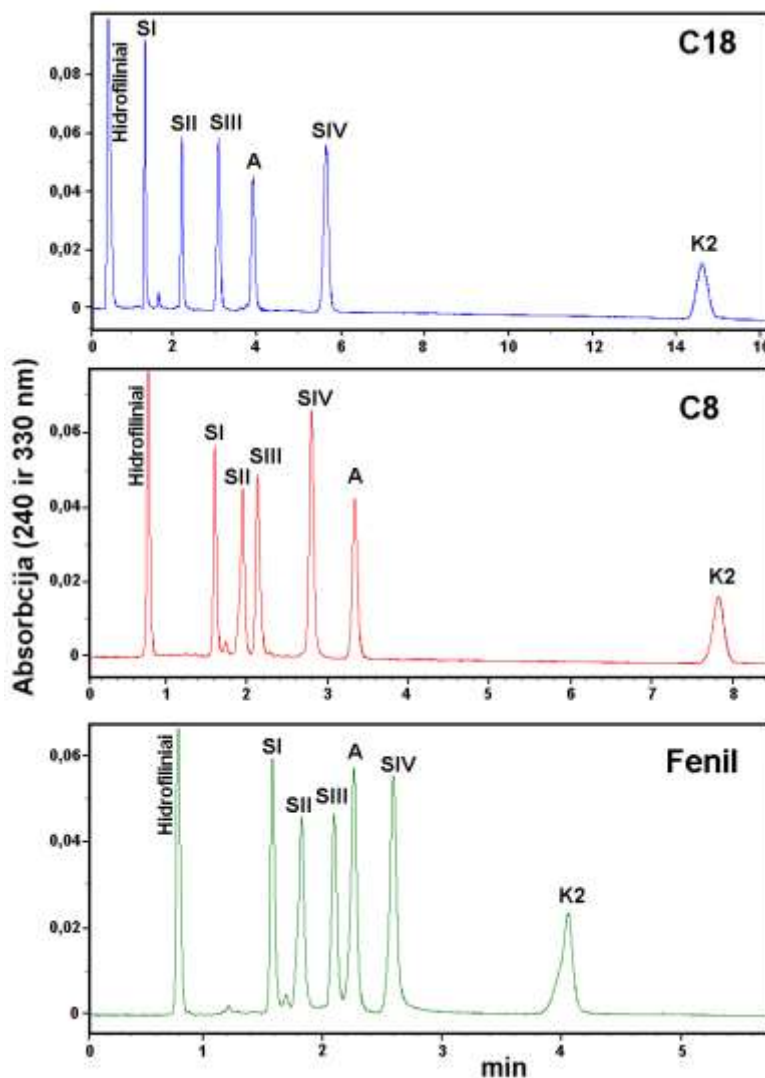 Absorbcija (240 ir 330 nm)
C18
Hidrofiliniai
SI
SII
SIII
A
SIV
K2
0,08
0,06
0,04
0,02
0
0 2 4 6 8 10 12 14 16
C8
Hidrofiliniai
SI
SII
SIII
SIV
A
K2
0,06
0,04
0,02
0
0 1 2 3 4 5 6 7 8
Fenil
Hidrofiliniai
SI
SII
SIII
A
SIV
K2
0,06
0,04
0,02
0
0 1 2 3 4 5
min